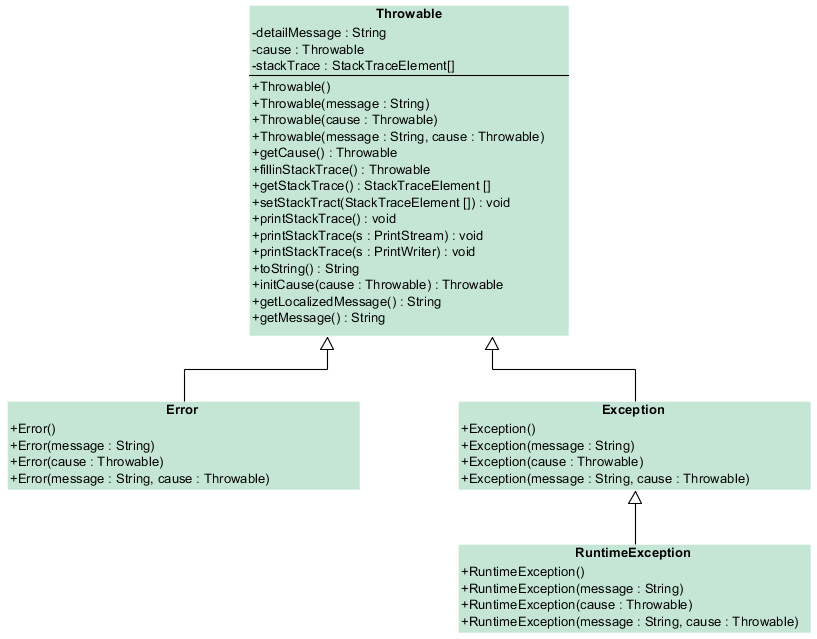 Throwable
-detailMessage : String
-cause : Throwable
-stackTrace : StackTraceElement[]
+Throwable()
+Throwable(message : String)
+Throwable(cause : Throwable)
+Throwable(message : String, cause : Throwable)
+getCause() : Throwable
+fillinStackTrace() : Throwable
+getStackTrace() : StackTraceElement []
+setStackTract(StackTraceElement []) : void
+printStackTrace() : void
+printStackTrace(s : PrintStream) : void
+printStackTrace(s : PrintWriter) : void
+toString() : String
+initCause(cause : Throwable) : Throwable
+getLocalizedMessage() : String
+getMessage() : String
Error
+Error()
+Error(message : String)
+Error(cause : Throwable)
+Error(message : String, cause : Throwable)
Exception
+Exception()
+Exception(message : String)
+Exception(cause : Throwable)
+Exception(message : String, cause : Throwable)
RuntimeException
+RuntimeException()
+RuntimeException(message : String)
+RuntimeException(cause : Throwable)
+RuntimeException(message : String, cause : Throwable)